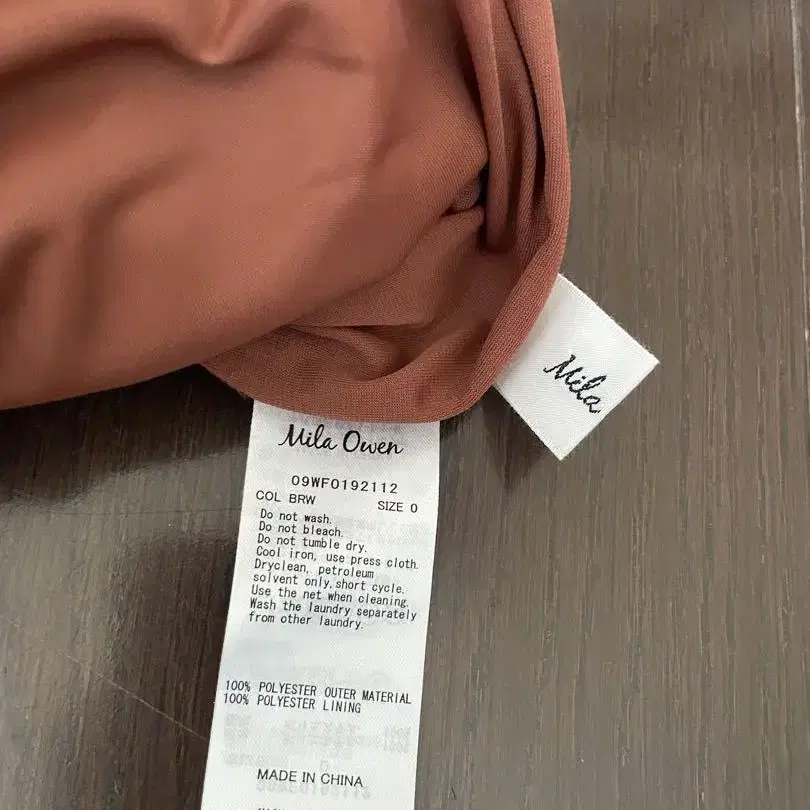 Mila
Mila Owen
09WF0192112
COL BRW SIZE 0
Do not wash.
Do not bleach.
Do not tumble dry.
Cool iron, use press cloth.
Dryclean, petroleum
solvent only, short cycle.
Use the net when cleaning.
Wash the laundry separately
from other laundry.
100% POLYESTER OUTER MATERIAL
100% POLYESTER LINING
MADE IN CHINA